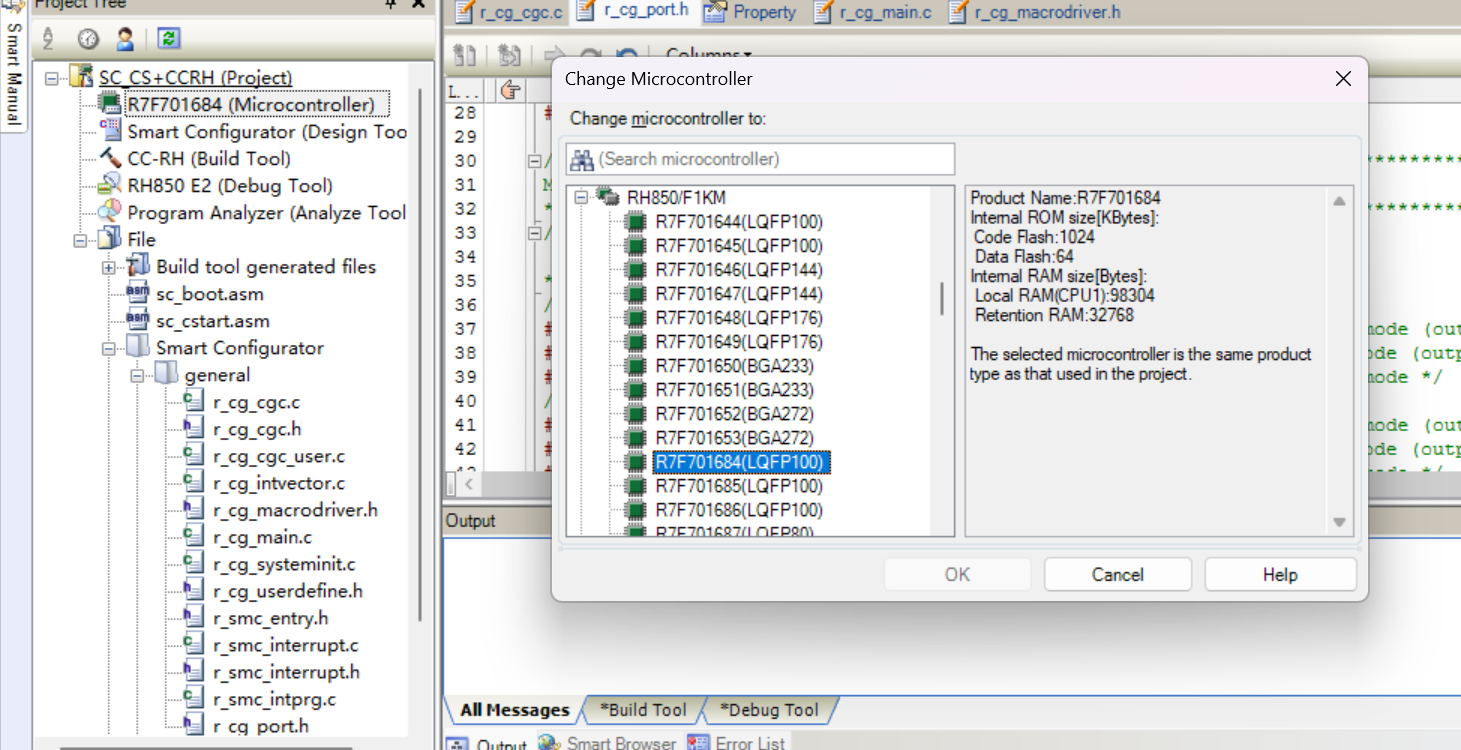 Project Tree
Smart Manual
SC_CS+CCRH (Project)
R7F701684 (Microcontroller)
Smart Configurator (Design Too
CC-RH (Build Tool)
RH850 E2 (Debug Tool)
Program Analyzer (Analyze Tool
File
Build tool generated files
sc_boot.asm
sc_cstart.asm
Smart Configurator
general
r_cg_cgc.c
r_cg_cgc.h
r_cg_cgc_user.c
r_cg_intvector.c
r_cg_macrodriver.h
r_cg_main.c
r_cg_systeminit.c
r_cg_userdefine.h
r_smc_entry.h
r_smc_interrupt.c
r_smc_interrupt.h
r_smc_intprg.c
r_cg_port.h
r_cg_cgc.c
r_cg_port.h
Property
r_cg_main.c
r_cg_macrodriver.h
Columns
L...
28 #
29
30 /
31 M
32 *
33 /
34
35 *
36 /
37 #
38 #
39 #
40 /
41 #
42 #
43
mode (out
ode (outp
mode */
mode (out
ode (outp
Change Microcontroller
Change microcontroller to:
(Search microcontroller)
RH850/F1KM
R7F701644(LQFP100)
R7F701645(LQFP100)
R7F701646(LQFP144)
R7F701647(LQFP144)
R7F701648(LQFP176)
R7F701649(LQFP176)
R7F701650(BGA233)
R7F701651(BGA233)
R7F701652(BGA272)
R7F701653(BGA272)
R7F701684(LQFP100)
R7F701685(LQFP100)
R7F701686(LQFP100)
R7F701687(LQFP80)
Product Name:R7F701684
Internal ROM size[KBytes]:
Code Flash:1024
Data Flash:64
Internal RAM size[Bytes]:
Local RAM(CPU1):98304
Retention RAM:32768
The selected microcontroller is the same product
type as that used in the project.
OK
Cancel
Help
Output
All Messages
*Build Tool
*Debug Tool
Output
Smart Browser
Error List